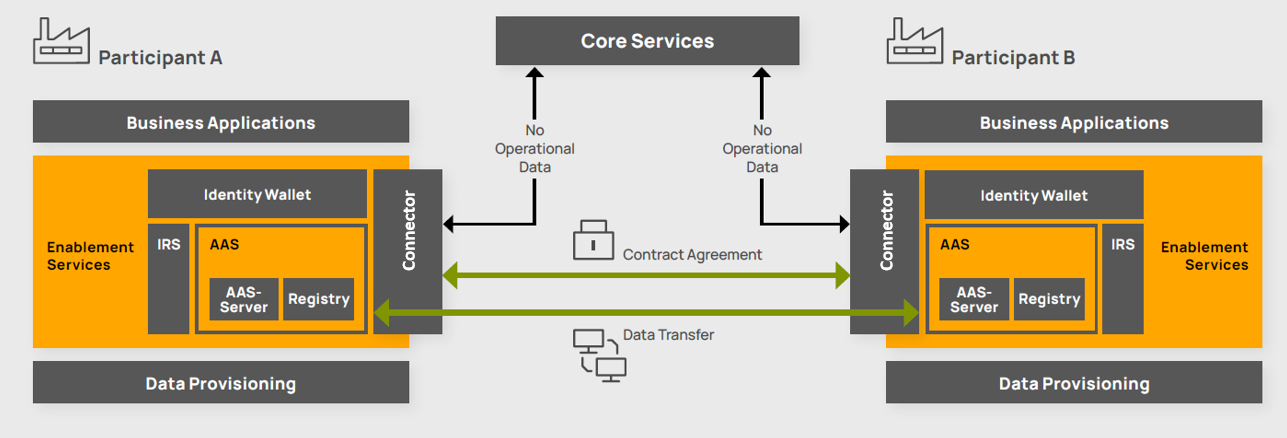 Participant A
Core Services
Participant B
Business Applications
Business Applications
No
Operational
Data
No
Operational
Data
Enablement
Services
Identity Wallet
IRS
AAS
AAS-
Server
Registry
Connector
Contract Agreement
Data Transfer
Connector
Identity Wallet
AAS
AAS-
Server
Registry
IRS
Enablement
Services
Data Provisioning
Data Provisioning